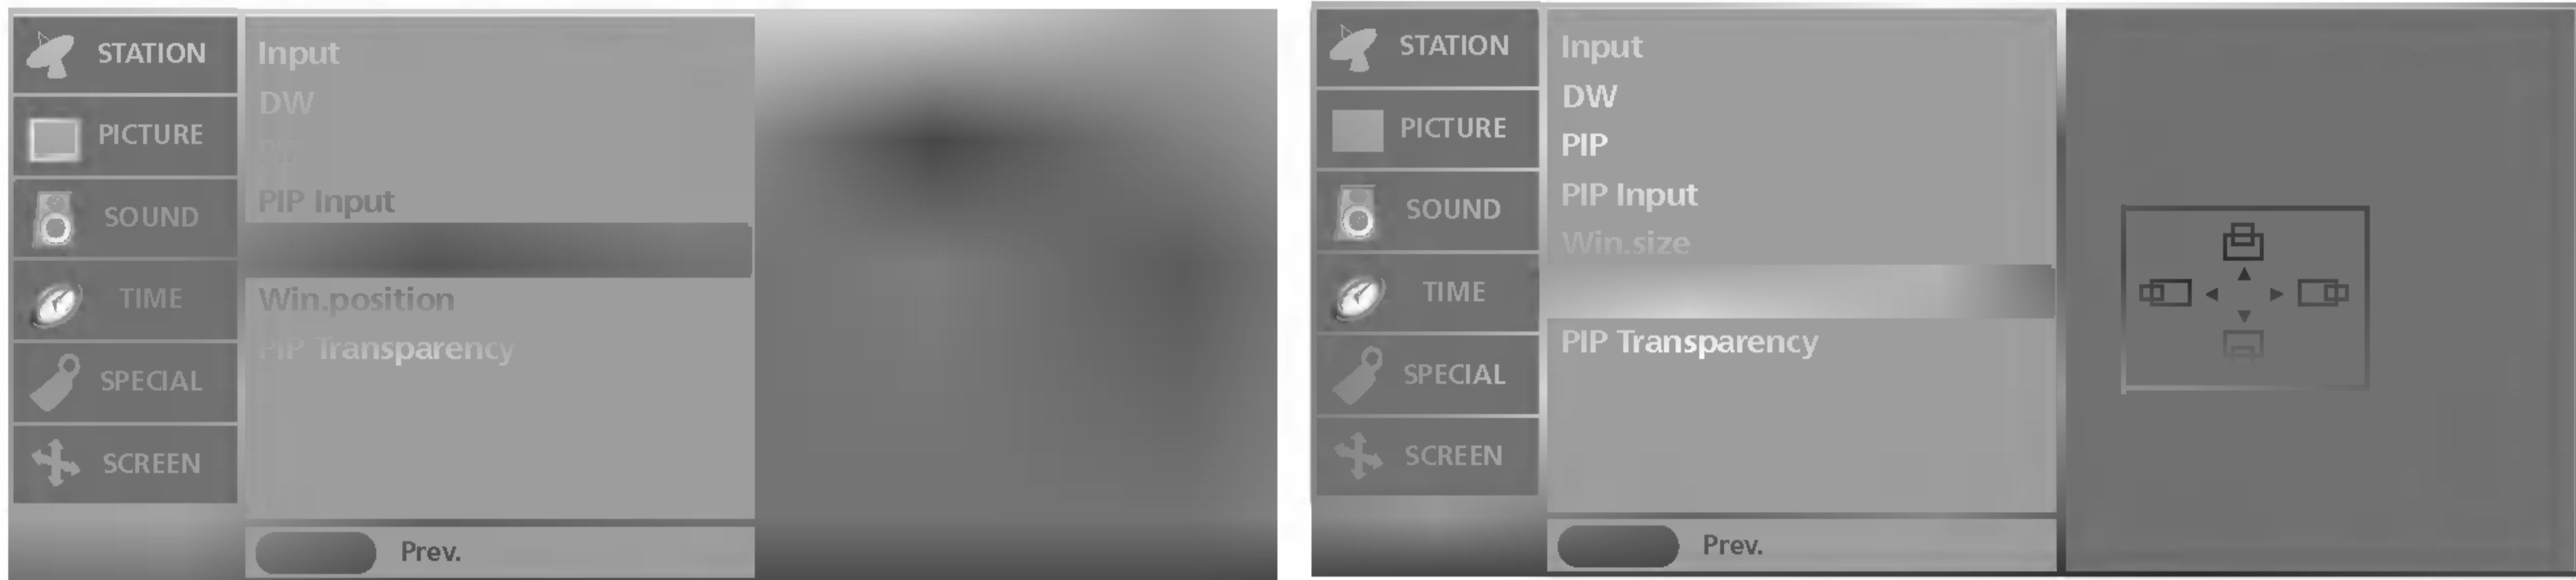 STATION
PICTURE
SOUND
TIME
SPECIAL
SCREEN
Input
DW
PIP
PIP Input
Win.position
PIP Transparency
Prev.
STATION
PICTURE
SOUND
TIME
SPECIAL
SCREEN
Input
DW
PIP
PIP Input
Win.size
PIP Transparency
Prev.